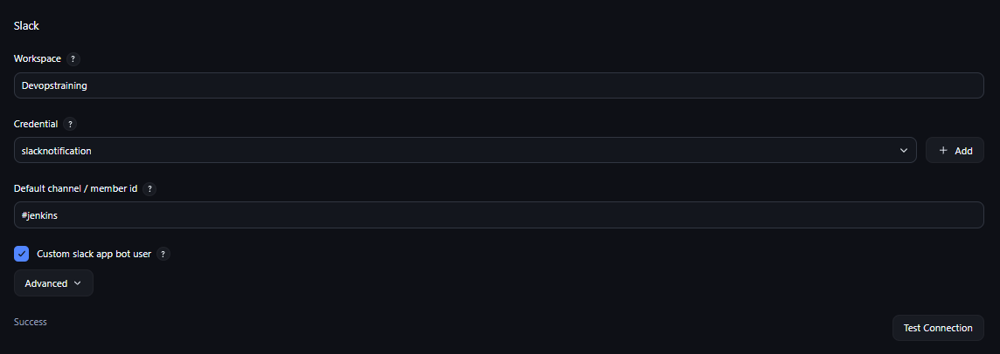 Slack
Workspace ?
Devopstraining
Credential ?
slacknotification
+ Add
Default channel / member id ?
#jenkins
Custom slack app bot user ?
Advanced
Success
Test Connection